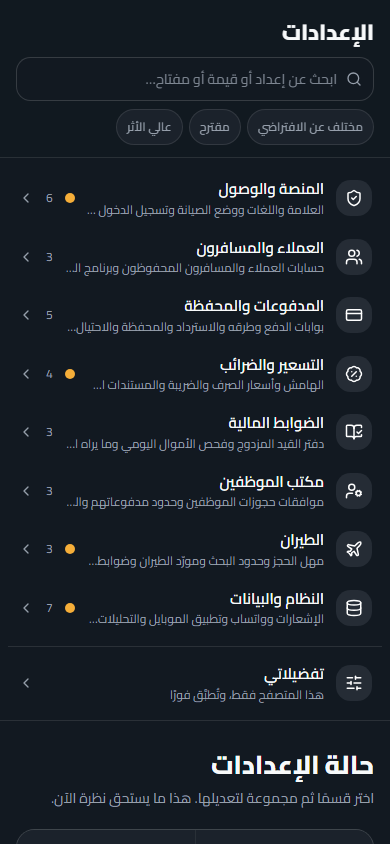 الإعدادات
ابحث عن إعداد أو قيمة أو مفتاح...
مختلف عن الافتراضي
مقترح
عالي الأثر
المنصة والوصول
6
العلامة واللغات ووضع الصيانة وتسجيل الدخول ...
العملاء والمسافرون
3
حسابات العملاء والمسافرون المحفوظون وبرنامج الـ...
المدفوعات والمحفظة
5
بوابات الدفع وطرقه والاسترداد والمحفظة والاحتيال...
التسعير والضرائب
4
الهامش وأسعار الصرف والضريبة والمستندات ا...
الضوابط المالية
3
دفتر القيد المزدوج وفحص الأموال اليومي وما يراه ا...
مكتب الموظفين
3
موافقات حجوزات الموظفين وحدود مدفوعاتهم والـ...
الطيران
3
مهل الحجز وحدود البحث ومورّد الطيران وضوابط...
النظام والبيانات
7
الإشعارات وواتساب وتطبيق الموبايل والتحليلات...
تفضيلاتي
هذا المتصفح فقط، وتُطبَّق فورًا
حالة الإعدادات
اختر قسمًا ثم مجموعة لتعديلها. هذا ما يستحق نظرة الآن.